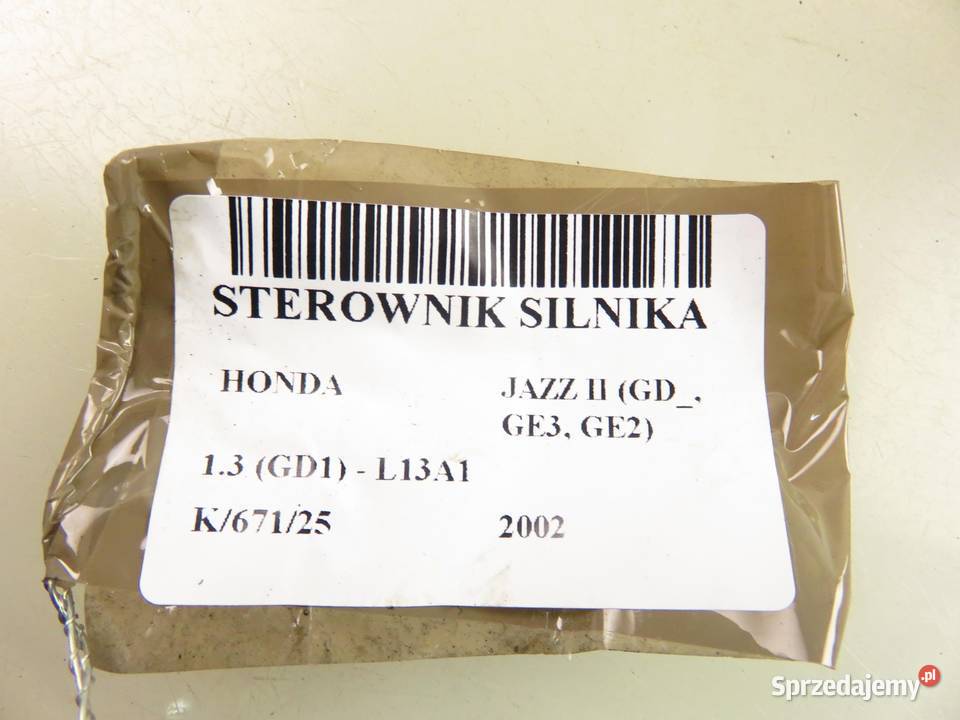 STEROWNIK SILNIKA
HONDA
JAZZ II (GD_,
GE3, GE2)
1.3 (GD1) - L13A1
K/671/25
2002
Sprzedajemy.pl